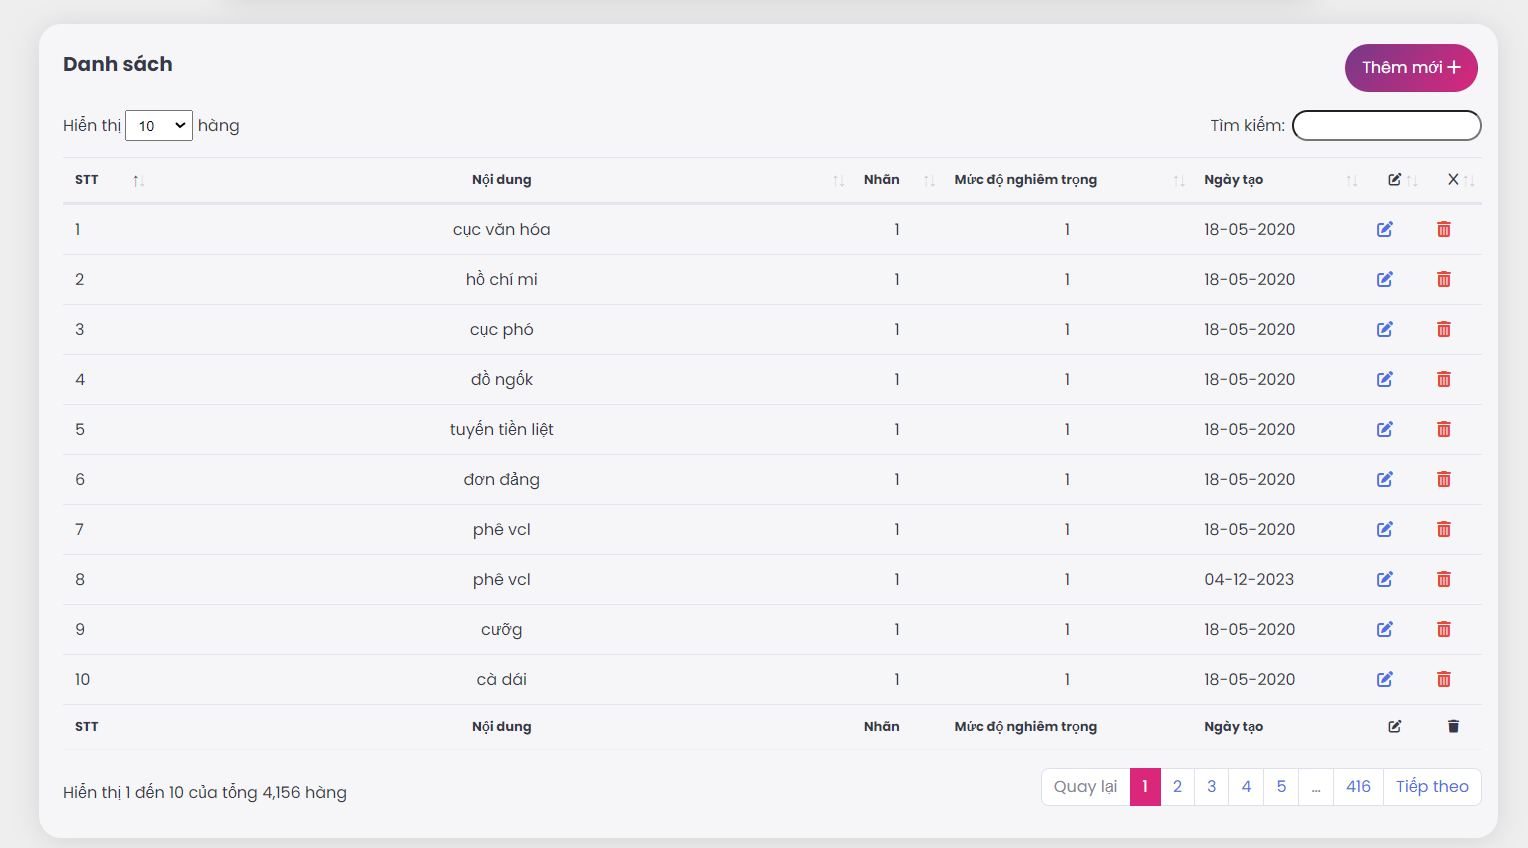 Danh sách
Thêm mới +
Hiển thị 10 hàng
Tìm kiếm:
STT Nội dung Nhãn Mức độ nghiêm trọng Ngày tạo
1 cục văn hóa 1 1 18-05-2020
2 hồ chí mi 1 1 18-05-2020
3 cục phó 1 1 18-05-2020
4 đồ ngốk 1 1 18-05-2020
5 tuyến tiền liệt 1 1 18-05-2020
6 đơn đảng 1 1 18-05-2020
7 phê vcl 1 1 18-05-2020
8 phê vcl 1 1 04-12-2023
9 cưỡg 1 1 18-05-2020
10 cà dái 1 1 18-05-2020
STT Nội dung Nhãn Mức độ nghiêm trọng Ngày tạo
Hiển thị 1 đến 10 của tổng 4,156 hàng
Quay lại 1 2 3 4 5 ... 416 Tiếp theo